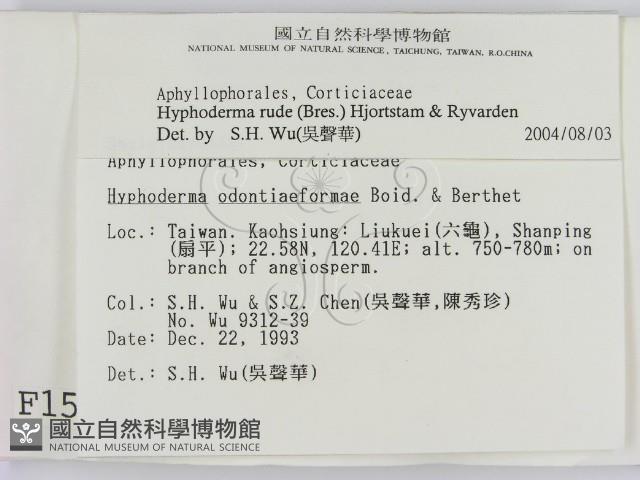 國立自然科學博物館
NATIONAL MUSEUM OF NATURAL SCIENCE, TAICHUNG, TAIWAN, R.O.CHINA
Aphyllophorales, Corticiaceae
Hyphoderma rude (Bres.) Hjortstam & Ryvarden
Det. by S.H. Wu(吳聲華) 2004/08/03
Aphyllophorales, Corticiaceae
Hyphoderma odontiaeformae Boid. & Berthet
Loc.: Taiwan. Kaohsiung: Liukuei(六龜), Shanping
(扇平); 22.58N, 120.41E; alt. 750-780m; on
branch of angiosperm.
Col.: S.H. Wu & S.Z. Chen(吳聲華,陳秀珍)
No. Wu 9312-39
Date: Dec. 22, 1993
Det.: S.H. Wu(吳聲華)
F15
國立自然科學博物館
NATIONAL MUSEUM OF NATURAL SCIENCE